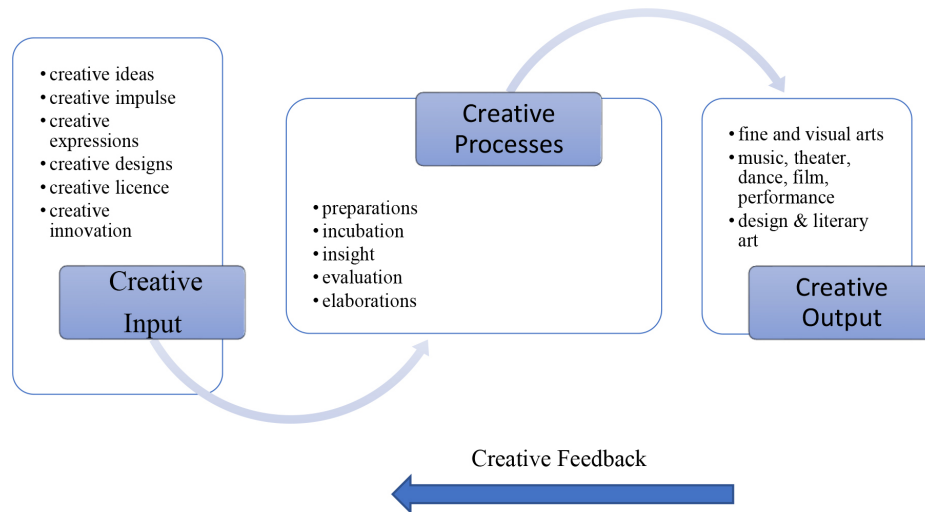 • creative ideas
• creative impulse
• creative
expressions
• creative designs
• creative licence
• creative
innovation
Creative
Input
Creative
Processes
• preparations
• incubation
• insight
• evaluation
• elaborations
• fine and visual arts
• music, theater,
dance, film,
performance
• design & literary
art
Creative
Output
Creative Feedback